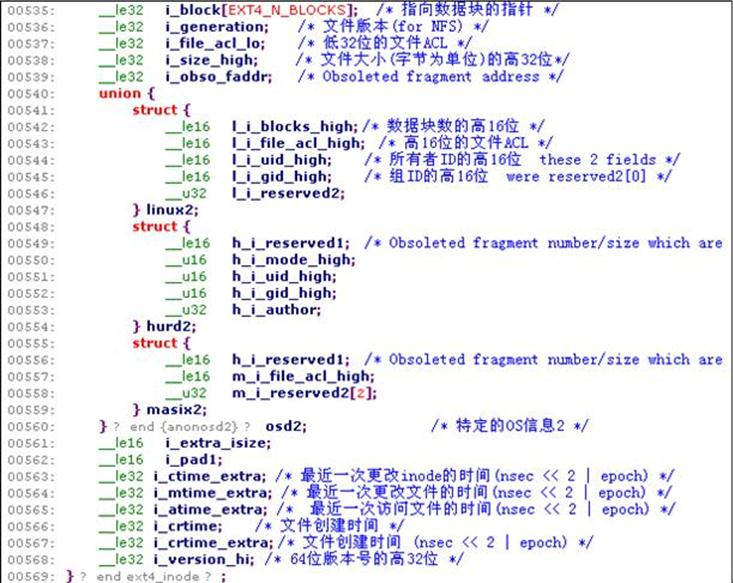 00535: __le32 i_block[EXT4_N_BLOCKS]; /* 指向数据块的指针 */
00536: __le32 i_generation; /* 文件版本(for NFS) */
00537: __le32 i_file_acl_lo; /* 低32位的文件ACL */
00538: __le32 i_size_high; /* 文件大小(字节为单位)的高32位*/
00539: __le32 i_obso_faddr; /* Obsoleted fragment address */
00540: union {
00541: struct {
00542: __le16 l_i_blocks_high; /* 数据块数的高16位 */
00543: __le16 l_i_file_acl_high; /* 高16位的文件ACL */
00544: __le16 l_i_uid_high; /* 所有者ID的高16位 these 2 fields */
00545: __le16 l_i_gid_high; /* 组ID的高16位 were reserved2[0] */
00546: __u32 l_i_reserved2;
00547: } linux2;
00548: struct {
00549: __le16 h_i_reserved1; /* Obsoleted fragment number/size which are
00550: __u16 h_i_mode_high;
00551: __u16 h_i_uid_high;
00552: __u16 h_i_gid_high;
00553: __u32 h_i_author;
00554: } hurd2;
00555: struct {
00556: __le16 h_i_reserved1; /* Obsoleted fragment number/size which are
00557: __le16 m_i_file_acl_high;
00558: __u32 m_i_reserved2[2];
00559: } masix2;
00560: } ? end {anonosd2} ? osd2; /* 特定的OS信息2 */
00561: __le16 i_extra_isize;
00562: __le16 i_pad1;
00563: __le32 i_ctime_extra; /* 最近一次更改inode的时间(nsec << 2 | epoch) */
00564: __le32 i_mtime_extra; /* 最近一次更改文件的时间(nsec << 2 | epoch) */
00565: __le32 i_atime_extra; /* 最近一次访问文件的时间(nsec << 2 | epoch) */
00566: __le32 i_crtime; /* 文件创建时间 */
00567: __le32 i_crtime_extra; /* 文件创建时间 (nsec << 2 | epoch) */
00568: __le32 i_version_hi; /* 64位版本号的高32位 */
00569: } ? end ext4_inode ? ;